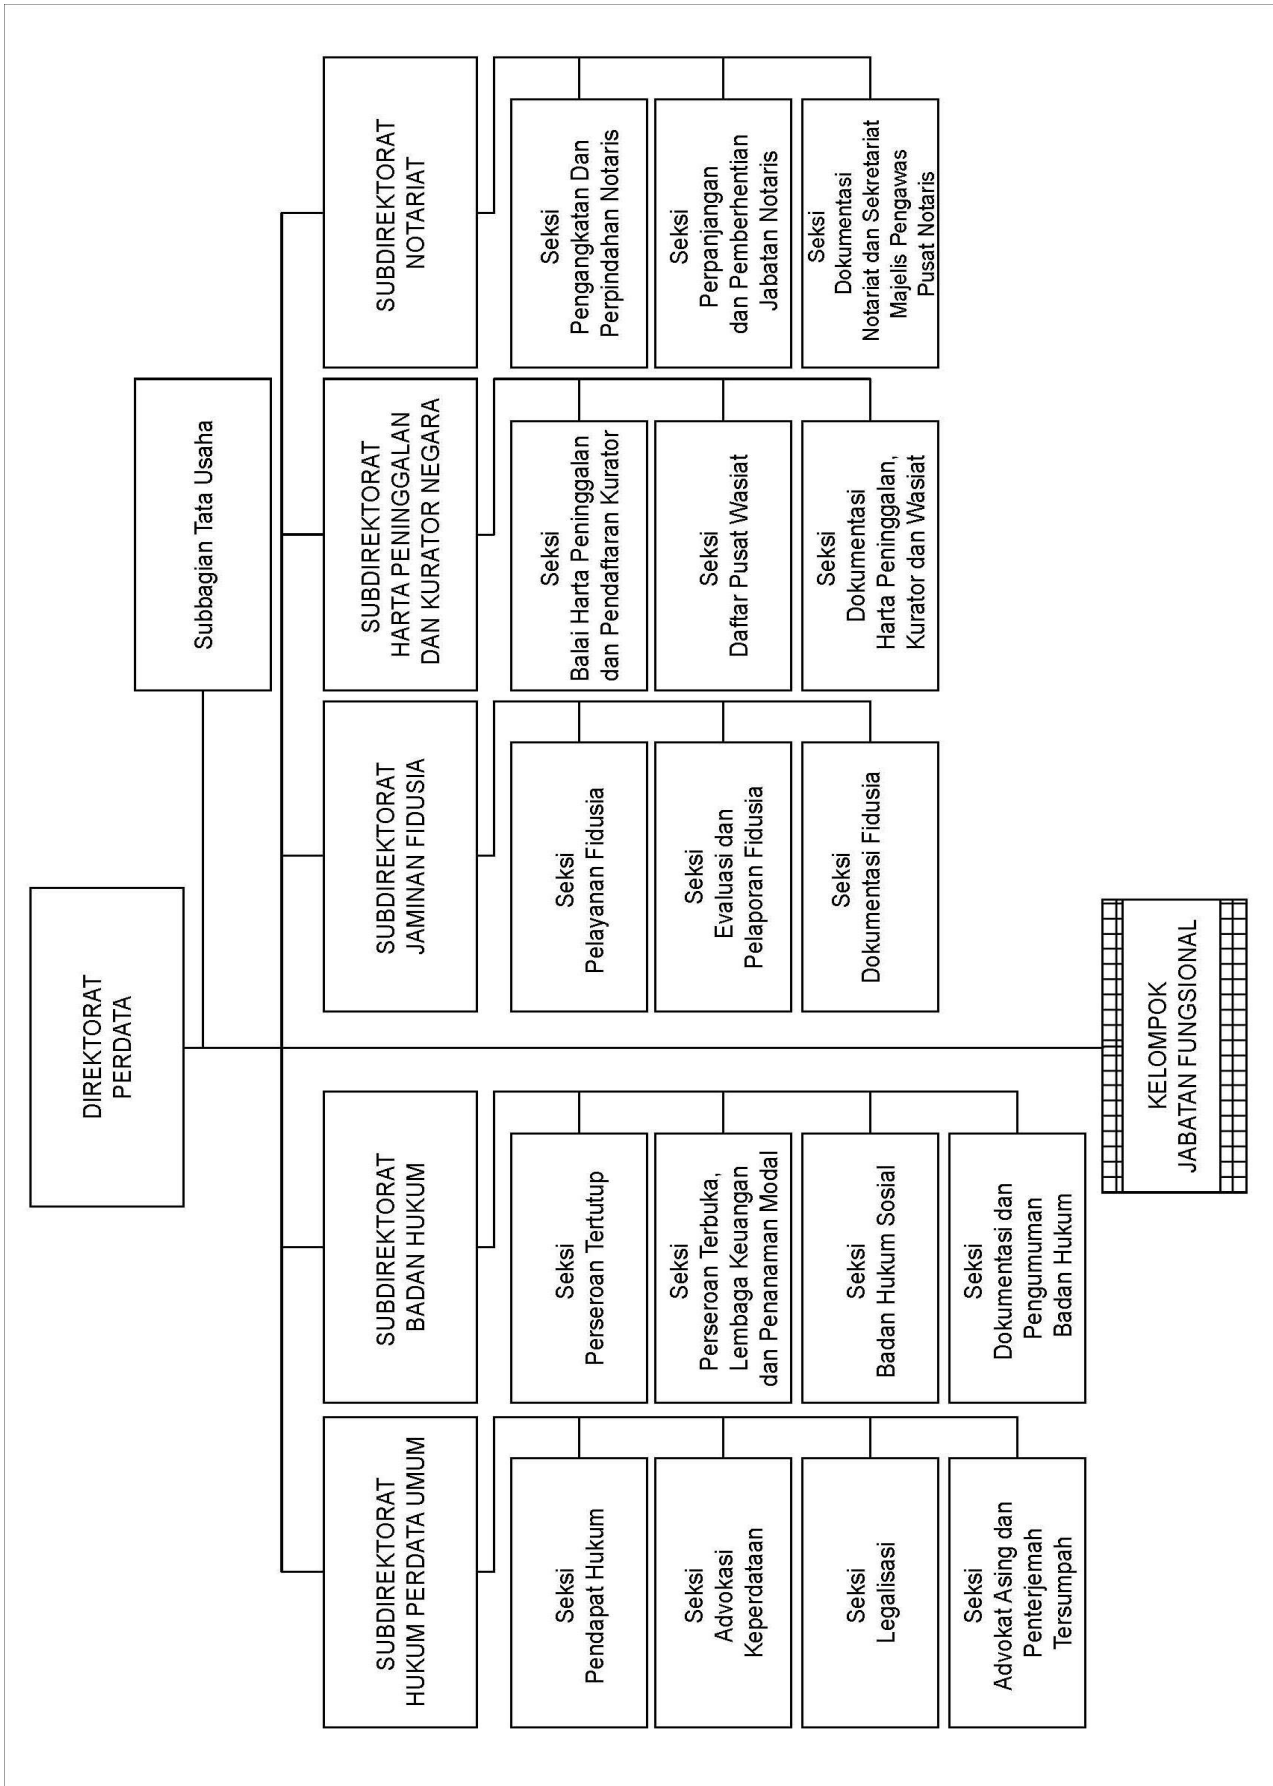 DIREKTORAT
PERDATA
Subbagian Tata Usaha
SUBDIREKTORAT
HUKUM PERDATA UMUM
Seksi
Pendapat Hukum
Seksi
Advokasi
Keperdataan
Seksi
Legalisasi
Seksi
Advokat Asing dan
Penterjemah
Tersumpah
SUBDIREKTORAT
BADAN HUKUM
Seksi
Perseroan Tertutup
Seksi
Perseroan Terbuka,
Lembaga Keuangan
dan Penanaman Modal
Seksi
Badan Hukum Sosial
Seksi
Dokumentasi dan
Pengumuman
Badan Hukum
SUBDIREKTORAT
JAMINAN FIDUSIA
Seksi
Pelayanan Fidusia
Seksi
Evaluasi dan
Pelaporan Fidusia
Seksi
Dokumentasi Fidusia
SUBDIREKTORAT
HARTA PENINGGALAN
DAN KURATOR NEGARA
Seksi
Balai Harta Peninggalan
dan Pendaftaran Kurator
Seksi
Daftar Pusat Wasiat
Seksi
Dokumentasi
Harta Peninggalan,
Kurator dan Wasiat
SUBDIREKTORAT
NOTARIAT
Seksi
Pengangkatan Dan
Perpindahan Notaris
Seksi
Perpanjangan
dan Pemberhentian
Jabatan Notaris
Seksi
Dokumentasi
Notariat dan Sekretariat
Majelis Pengawas
Pusat Notaris
KELOMPOK
JABATAN FUNGSIONAL